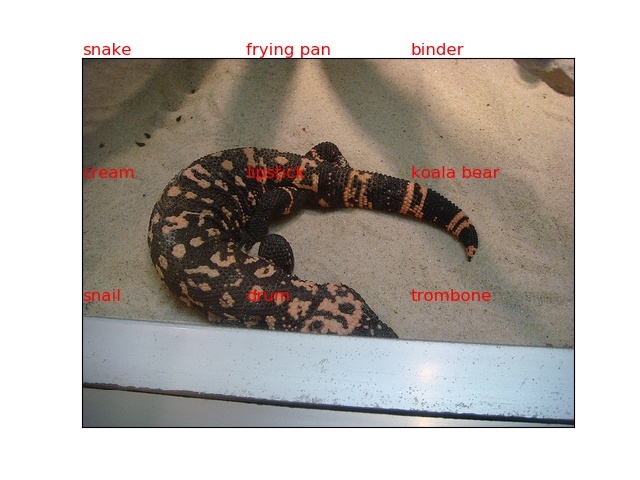 snake frying pan binder
cream lipstick koala bear
snail drum trombone